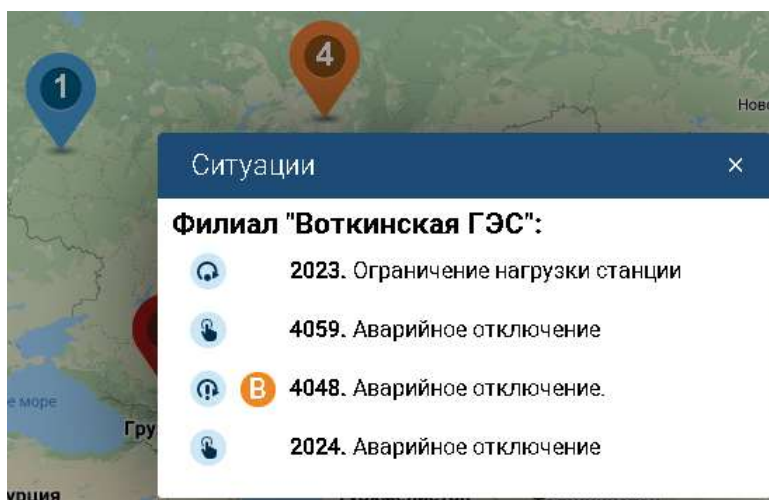 1
4
Ново
Ситуации ×
Филиал "Воткинская ГЭС":
2023. Ограничение нагрузки станции
4059. Аварийное отключение
В 4048. Аварийное отключение.
2024. Аварийное отключение
е море
Гру
урция